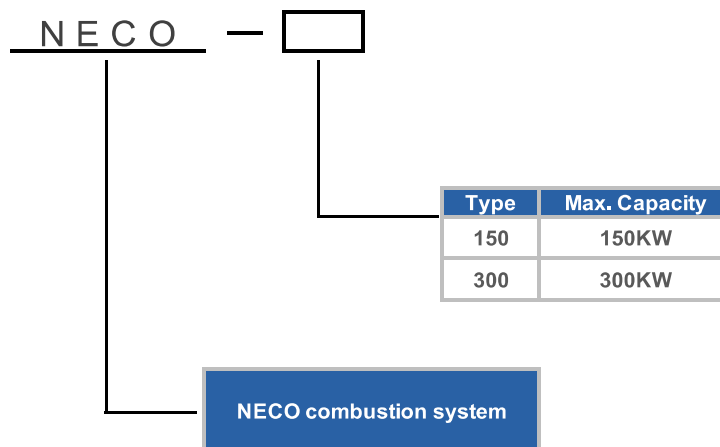 NECO —
Type Max. Capacity
150 150KW
300 300KW
NECO combustion system